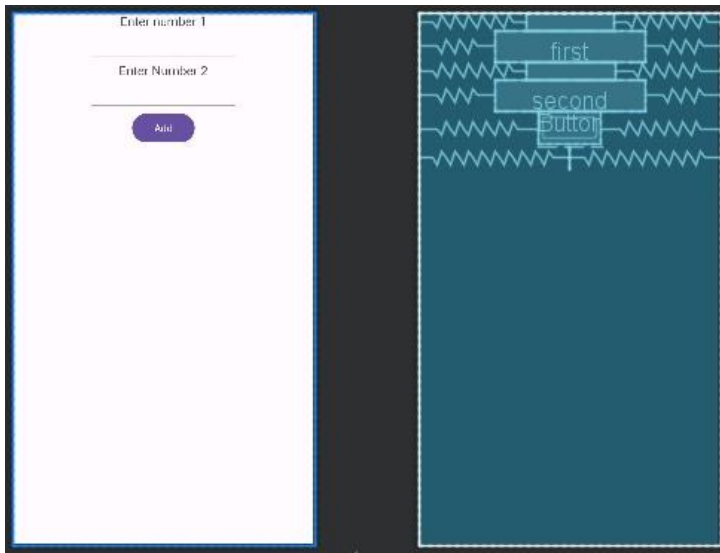 Enter number 1
Enter Number 2
Add
first
second
Button